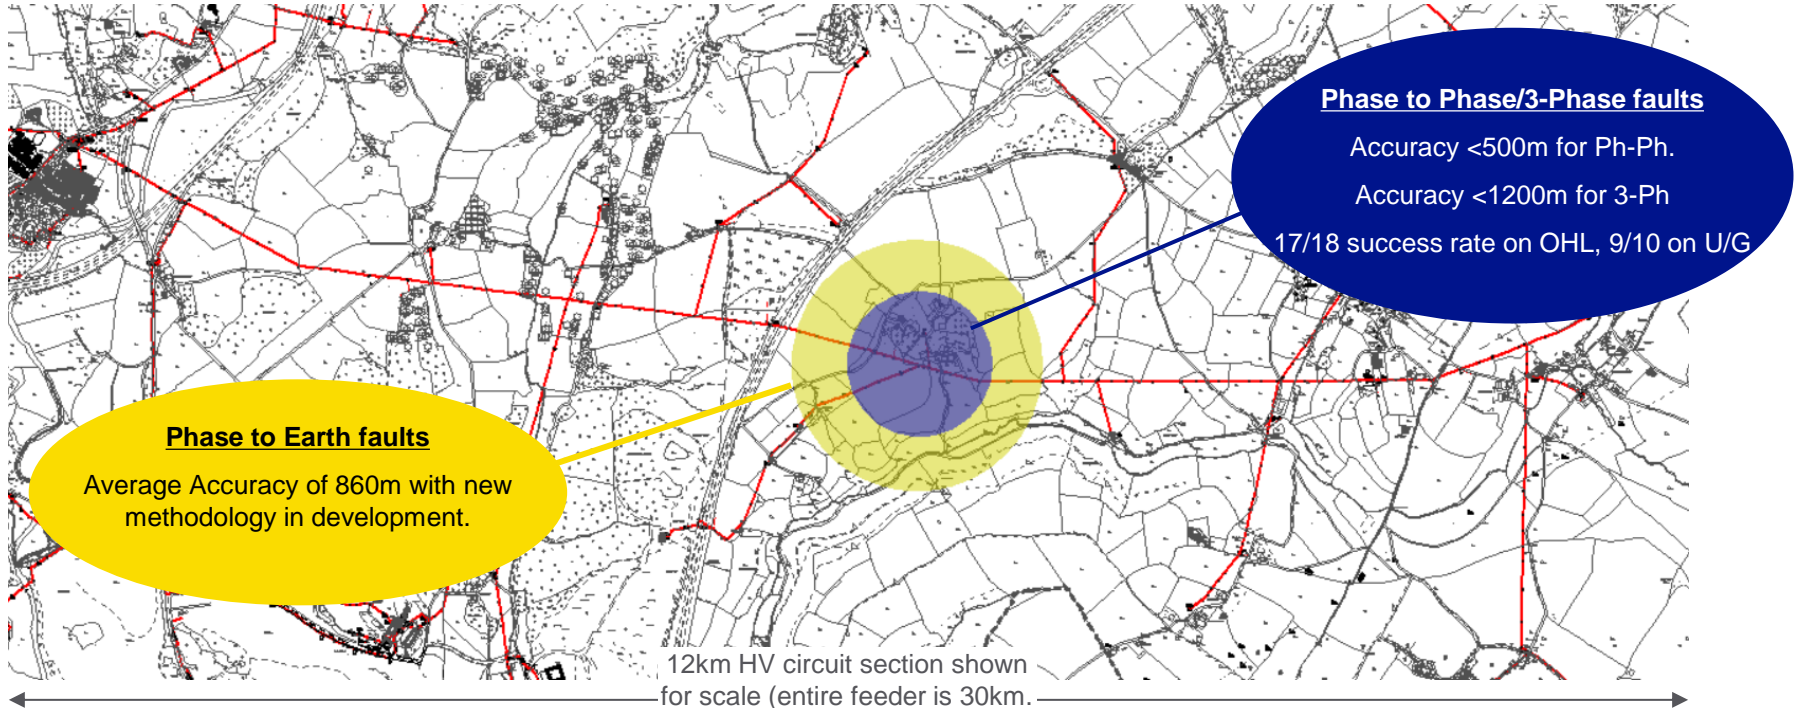 Phase to Phase/3-Phase faults
Accuracy <500m for Ph-Ph.
Accuracy <1200m for 3-Ph
17/18 success rate on OHL, 9/10 on U/G
Phase to Earth faults
Average Accuracy of 860m with new
methodology in development.
12km HV circuit section shown
for scale (entire feeder is 30km.